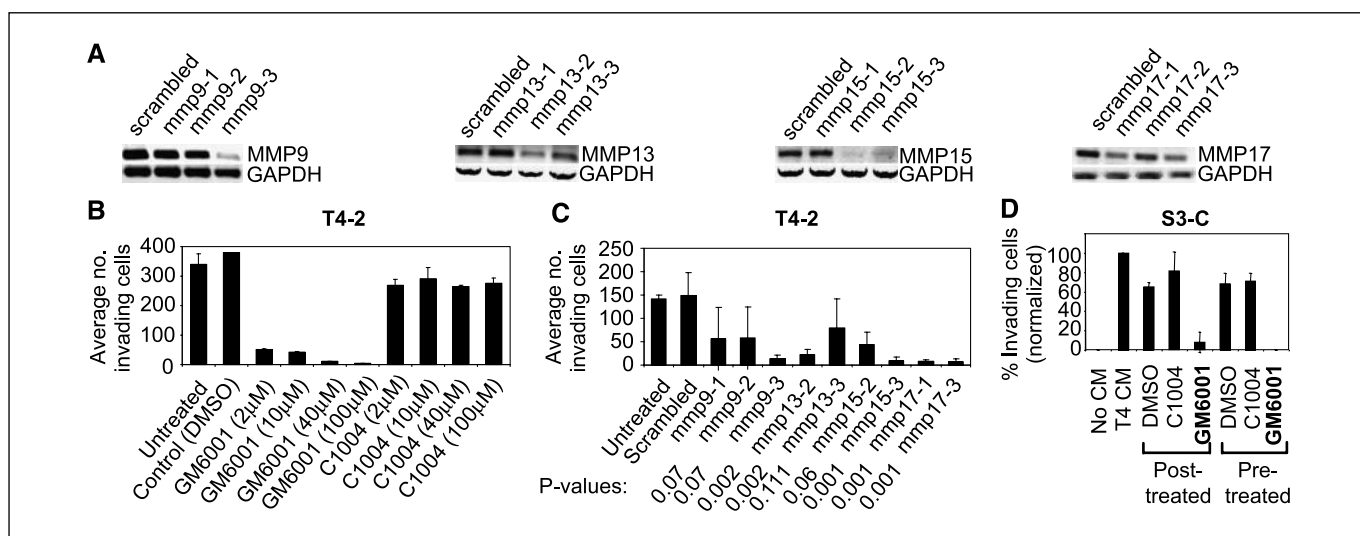 A
scrambled
mmp9-1
mmp9-2
mmp9-3
MMP9
GAPDH
scrambled
mmp13-1
mmp13-2
mmp13-3
MMP13
GAPDH
scrambled
mmp15-1
mmp15-2
mmp15-3
MMP15
GAPDH
scrambled
mmp17-1
mmp17-2
mmp17-3
MMP17
GAPDH
B
T4-2
Average no.
invading cells
400
300
200
100
0
Untreated
Control (DMSO)
GM6001 (2µM)
GM6001 (10µM)
GM6001 (40µM)
GM6001 (100µM)
C1004 (2µM)
C1004 (10µM)
C1004 (40µM)
C1004 (100µM)
C
T4-2
Average no.
invading cells
250
200
150
100
50
0
Untreated
Scrambled
mmp9-1
mmp9-2
mmp9-3
mmp13-2
mmp13-3
mmp15-2
mmp15-3
mmp17-1
mmp17-3
P-values:
0.07
0.07
0.002
0.002
0.111
0.06
0.001
0.001
0.001
D
S3-C
% Invading cells
(normalized)
100
80
60
40
20
0
No CM
T4 CM
DMSO
C1004
GM6001
DMSO
C1004
GM6001
Post-
treated
Pre-
treated